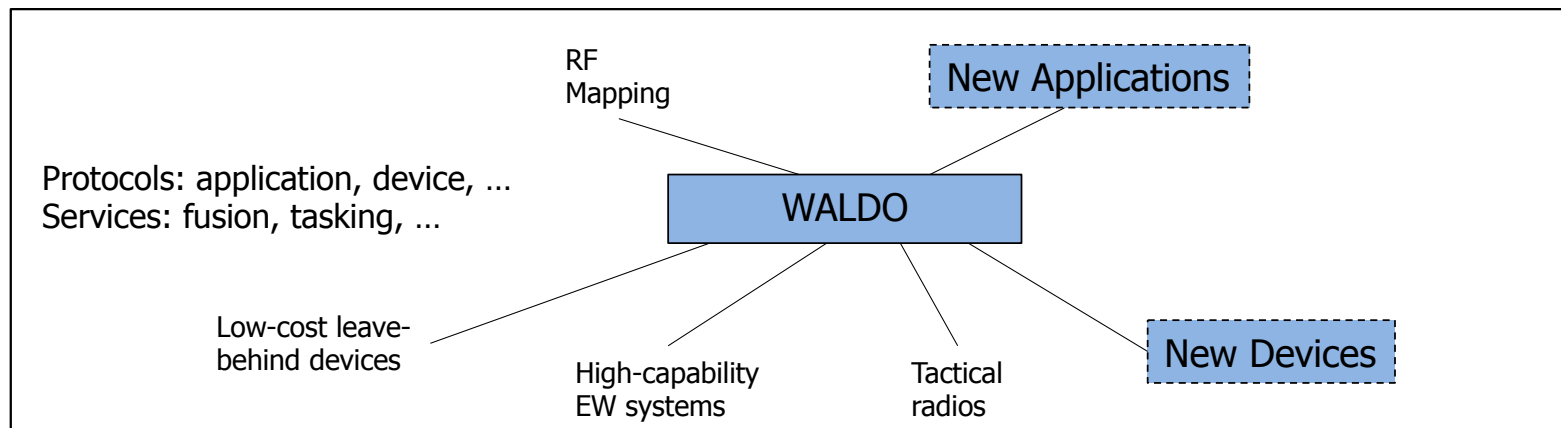 RF
Mapping
New Applications
Protocols: application, device, …
Services: fusion, tasking, …
WALDO
Low-cost leave-
behind devices
High-capability
EW systems
Tactical
radios
New Devices